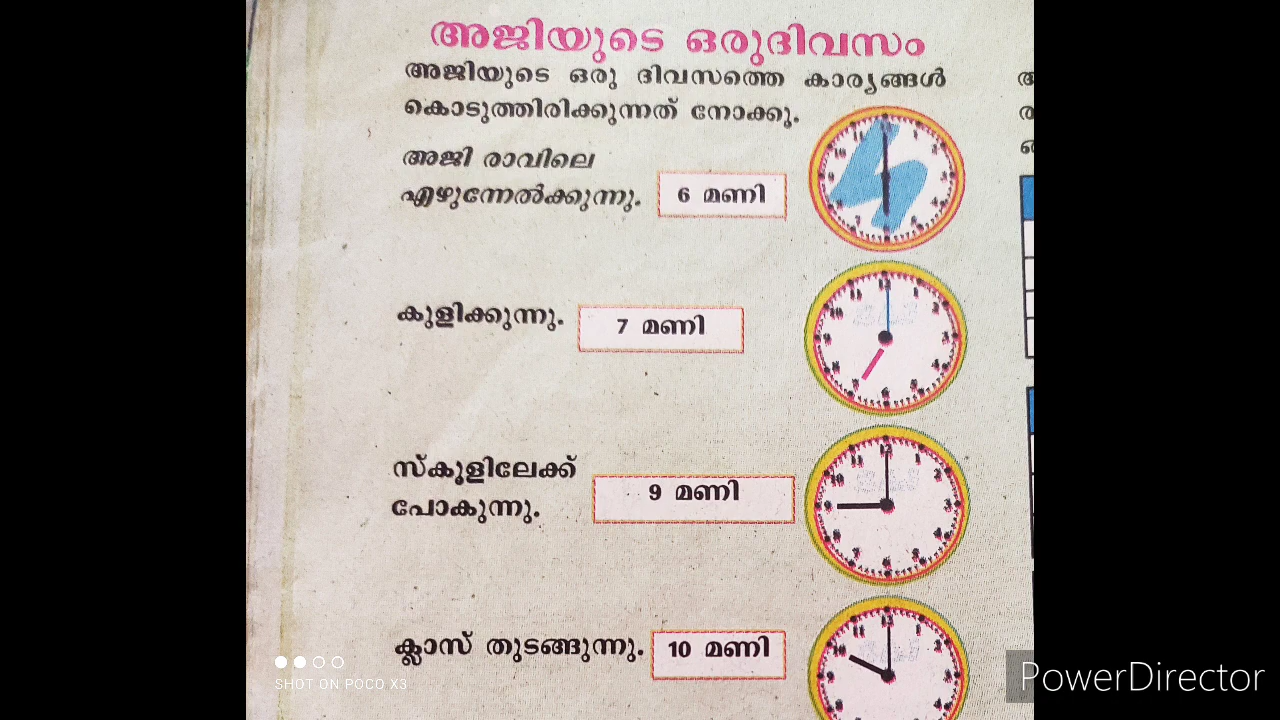 അജിയുടെ ഒരുദിവസം
അജിയുടെ ഒരു ദിവസത്തെ കാര്യങ്ങൾ
കൊടുത്തിരിക്കുന്നത് നോക്കൂ.
അജി രാവിലെ
എഴുന്നേൽക്കുന്നു. 6 മണി
കുളിക്കുന്നു. 7 മണി
സ്കൂളിലേക്ക്
പോകുന്നു. 9 മണി
ക്ലാസ് തുടങ്ങുന്നു. 10 മണി
SHOT ON POCO X3
PowerDirector